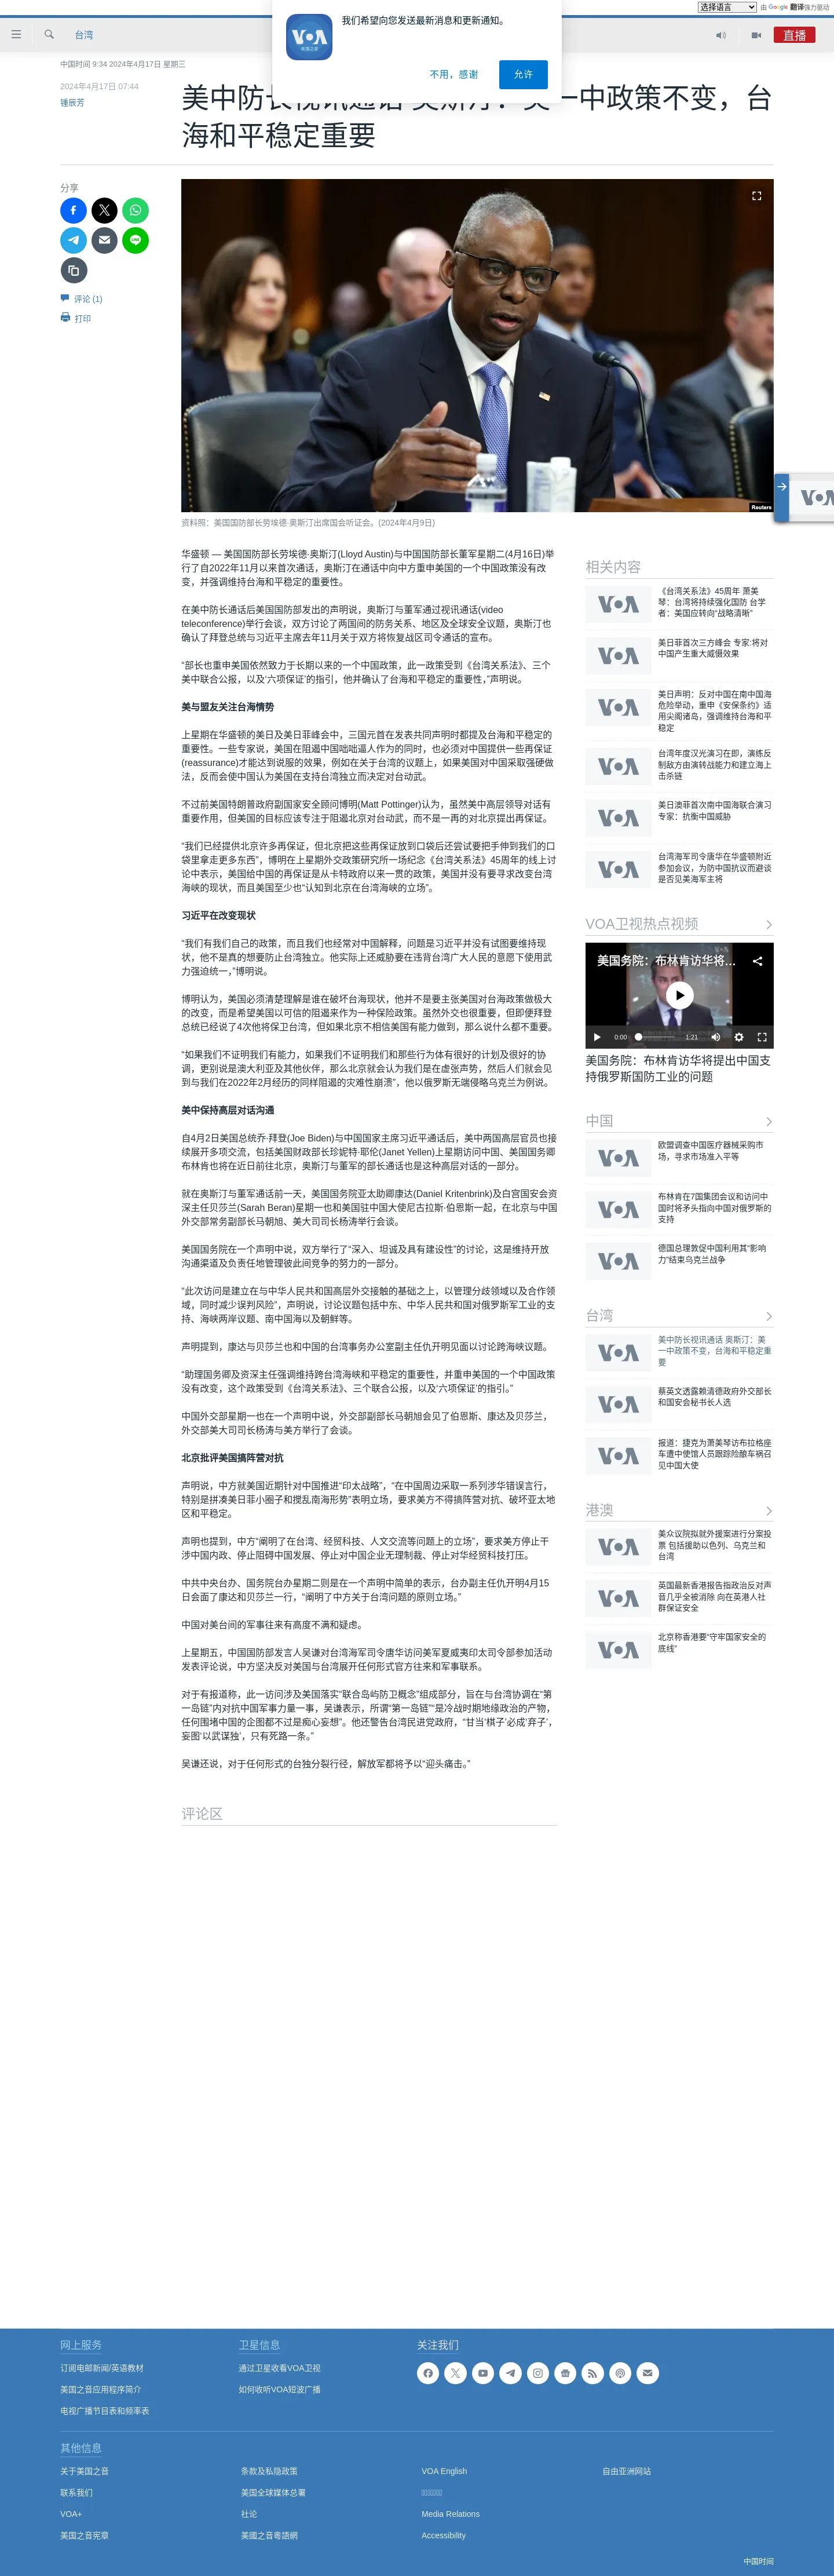 选择语言
由 Google 翻译强力驱动
我们希望向您发送最新消息和更新通知。
VOA
美国之音
不用，感谢
允许
台湾
直播
中国时间 9:34 2024年4月17日 星期三
2024年4月17日 07:44
锺辰芳
美中防长视讯通话 奥斯汀：美一中政策不变，台
海和平稳定重要
分享
LINE
评论 (1)
打印
Reuters
资料照：美国国防部长劳埃德·奥斯汀出席国会听证会。(2024年4月9日)
华盛顿 — 美国国防部长劳埃德·奥斯汀(Lloyd Austin)与中国国防部长董军星期二(4月16日)举
行了自2022年11月以来首次通话，奥斯汀在通话中向中方重申美国的一个中国政策没有改
变，并强调维持台海和平稳定的重要性。
在美中防长通话后美国国防部发出的声明说，奥斯汀与董军通过视讯通话(video
teleconference)举行会谈，双方讨论了两国间的防务关系、地区及全球安全议题，奥斯汀也
确认了拜登总统与习近平主席去年11月关于双方将恢复战区司令通话的宣布。
“部长也重申美国依然致力于长期以来的一个中国政策，此一政策受到《台湾关系法》、三个
美中联合公报，以及‘六项保证’的指引，他并确认了台海和平稳定的重要性，”声明说。
美与盟友关注台海情势
上星期在华盛顿的美日及美日菲峰会中，三国元首在发表共同声明时都提及台海和平稳定的
重要性。一些专家说，美国在阻遏中国咄咄逼人作为的同时，也必须对中国提供一些再保证
(reassurance)才能达到说服的效果，例如在关于台湾的议题上，如果美国对中国采取强硬做
法，反而会使中国认为美国在支持台湾独立而决定对台动武。
不过前美国特朗普政府副国家安全顾问博明(Matt Pottinger)认为，虽然美中高层领导对话有
重要作用，但美国的目标应该专注于阻遏北京对台动武，而不是一再的对北京提出再保证。
“我们已经提供北京许多再保证，但北京把这些再保证放到口袋后还尝试要把手伸到我们的口
袋里拿走更多东西”，博明在上星期外交政策研究所一场纪念《台湾关系法》45周年的线上讨
论中表示，美国给中国的再保证是从卡特政府以来一贯的政策，美国并没有要寻求改变台湾
海峡的现状，而且美国至少也“认知到北京在台湾海峡的立场”。
习近平在改变现状
“我们有我们自己的政策，而且我们也经常对中国解释，问题是习近平并没有试图要维持现
状，他不是真的想要防止台湾独立。他实际上还威胁要在违背台湾广大人民的意愿下使用武
力强迫统一，”博明说。
博明认为，美国必须清楚理解是谁在破坏台海现状，他并不是要主张美国对台海政策做极大
的改变，而是希望美国以可信的阻遏来作为一种保险政策。虽然外交也很重要，但即便拜登
总统已经说了4次他将保卫台湾，但如果北京不相信美国有能力做到，那么说什么都不重要。
“如果我们不证明我们有能力，如果我们不证明我们和那些行为体有很好的计划及很好的协
调，更别说是澳大利亚及其他伙伴，那么北京就会认为我们是在虚张声势，然后人们就会见
到与我们在2022年2月经历的同样阻遏的灾难性崩溃”，他以俄罗斯无端侵略乌克兰为例说。
美中保持高层对话沟通
自4月2日美国总统乔·拜登(Joe Biden)与中国国家主席习近平通话后，美中两国高层官员也接
续展开多项交流，包括美国财政部长珍妮特·耶伦(Janet Yellen)上星期访问中国、美国国务卿
布林肯也将在近日前往北京，奥斯汀与董军的部长通话也是这种高层对话的一部分。
就在奥斯汀与董军通话前一天，美国国务院亚太助卿康达(Daniel Kritenbrink)及白宫国安会资
深主任贝莎兰(Sarah Beran)星期一也和美国驻中国大使尼古拉斯·伯恩斯一起，在北京与中国
外交部常务副部长马朝旭、美大司司长杨涛举行会谈。
美国国务院在一个声明中说，双方举行了“深入、坦诚及具有建设性”的讨论，这是维持开放
沟通渠道及负责任地管理彼此间竞争的努力的一部分。
“此次访问是建立在与中华人民共和国高层外交接触的基础之上，以管理分歧领域以及合作领
域，同时减少误判风险”，声明说，讨论议题包括中东、中华人民共和国对俄罗斯军工业的支
持、海峡两岸议题、南中国海以及朝鲜等。
声明提到，康达与贝莎兰也和中国的台湾事务办公室副主任仇开明见面以讨论跨海峡议题。
“助理国务卿及资深主任强调维持跨台湾海峡和平稳定的重要性，并重申美国的一个中国政策
没有改变，这个政策受到《台湾关系法》、三个联合公报，以及‘六项保证’的指引。”
中国外交部星期一也在一个声明中说，外交部副部长马朝旭会见了伯恩斯、康达及贝莎兰，
外交部美大司司长杨涛与美方举行了会谈。
北京批评美国搞阵营对抗
声明说，中方就美国近期针对中国推进“印太战略”，“在中国周边采取一系列涉华错误言行，
特别是拼凑美日菲小圈子和搅乱南海形势”表明立场，要求美方不得搞阵营对抗、破坏亚太地
区和平稳定。
声明也提到，中方“阐明了在台湾、经贸科技、人文交流等问题上的立场”，要求美方停止干
涉中国内政、停止阻碍中国发展、停止对中国企业无理制裁、停止对华经贸科技打压。
中共中央台办、国务院台办星期二则是在一个声明中简单的表示，台办副主任仇开明4月15
日会面了康达和贝莎兰一行，“阐明了中方关于台湾问题的原则立场。”
中国对美台间的军事往来有高度不满和疑虑。
上星期五，中国国防部发言人吴谦对台湾海军司令唐华访问美军夏威夷印太司令部参加活动
发表评论说，中方坚决反对美国与台湾展开任何形式官方往来和军事联系。
对于有报道称，此一访问涉及美国落实“联合岛屿防卫概念”组成部分，旨在与台湾协调在“第
一岛链”内对抗中国军事力量一事，吴谦表示，所谓“第一岛链”“是冷战时期地缘政治的产物，
任何围堵中国的企图都不过是痴心妄想”。他还警告台湾民进党政府，“甘当‘棋子’必成‘弃子’，
妄图‘以武谋独’，只有死路一条。”
吴谦还说，对于任何形式的台独分裂行径，解放军都将予以“迎头痛击。”
评论区
相关内容
《台湾关系法》45周年 萧美
琴：台湾将持续强化国防 台学
者：美国应转向“战略清晰”
美日菲首次三方峰会 专家:将对
中国产生重大威慑效果
美日声明：反对中国在南中国海
危险举动，重申《安保条约》适
用尖阁诸岛，强调维持台海和平
稳定
台湾年度汉光演习在即，演练反
制敌方由演转战能力和建立海上
击杀链
美日澳菲首次南中国海联合演习
专家：抗衡中国威胁
台湾海军司令唐华在华盛顿附近
参加会议，为防中国抗议而避谈
是否见美海军主将
VOA卫视热点视频
美国务院：布林肯访华将…
0:00
1:21
美国务院：布林肯访华将提出中国支
持俄罗斯国防工业的问题
中国
欧盟调查中国医疗器械采购市
场，寻求市场准入平等
布林肯在7国集团会议和访问中
国时将矛头指向中国对俄罗斯的
支持
德国总理敦促中国利用其“影响
力”结束乌克兰战争
台湾
美中防长视讯通话 奥斯汀：美
一中政策不变，台海和平稳定重
要
蔡英文透露赖清德政府外交部长
和国安会秘书长人选
报道：捷克为萧美琴访布拉格座
车遭中使馆人员跟踪险酿车祸召
见中国大使
港澳
美众议院拟就外援案进行分案投
票 包括援助以色列、乌克兰和
台湾
英国最新香港报告指政治反对声
音几乎全被消除 向在英港人社
群保证安全
北京称香港要“守牢国家安全的
底线”
网上服务
订阅电邮新闻/英语教材
美国之音应用程序简介
电视广播节目表和频率表
卫星信息
通过卫星收看VOA卫视
如何收听VOA短波广播
关注我们
其他信息
关于美国之音
联系我们
VOA+
美国之音宪章
条款及私隐政策
美国全球媒体总署
社论
美國之音粵語網
VOA English
Media Relations
Accessibility
自由亚洲网站
中国时间